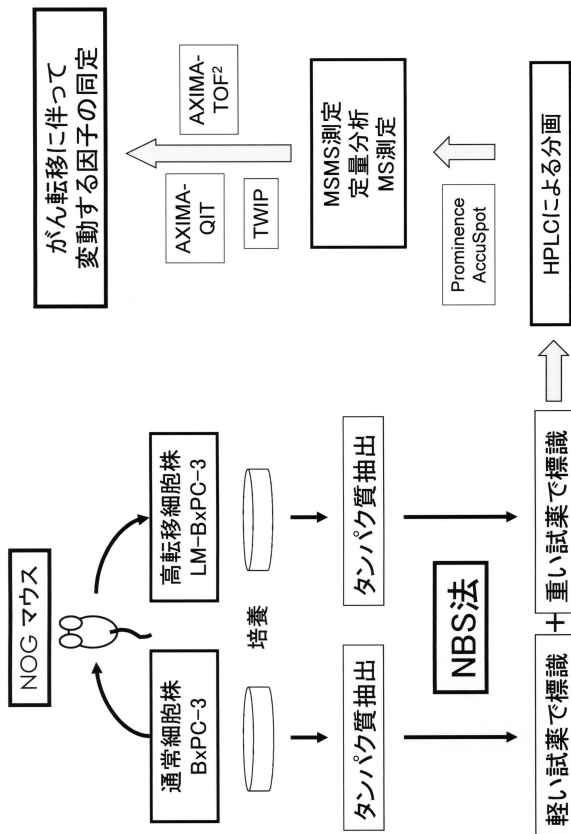 NOG マウス
通常細胞株
BxPC-3
高転移細胞株
LM-BxPC-3
培養
タンパク質抽出
タンパク質抽出
NBS法
軽い試薬で標識
+
重い試薬で標識
HPLCによる分画
Prominence
AccuSpot
MSMS測定
定量分析
MS測定
AXIMA-
QIT
TWIP
AXIMA-
TOF²
がん転移に伴って
変動する因子の同定